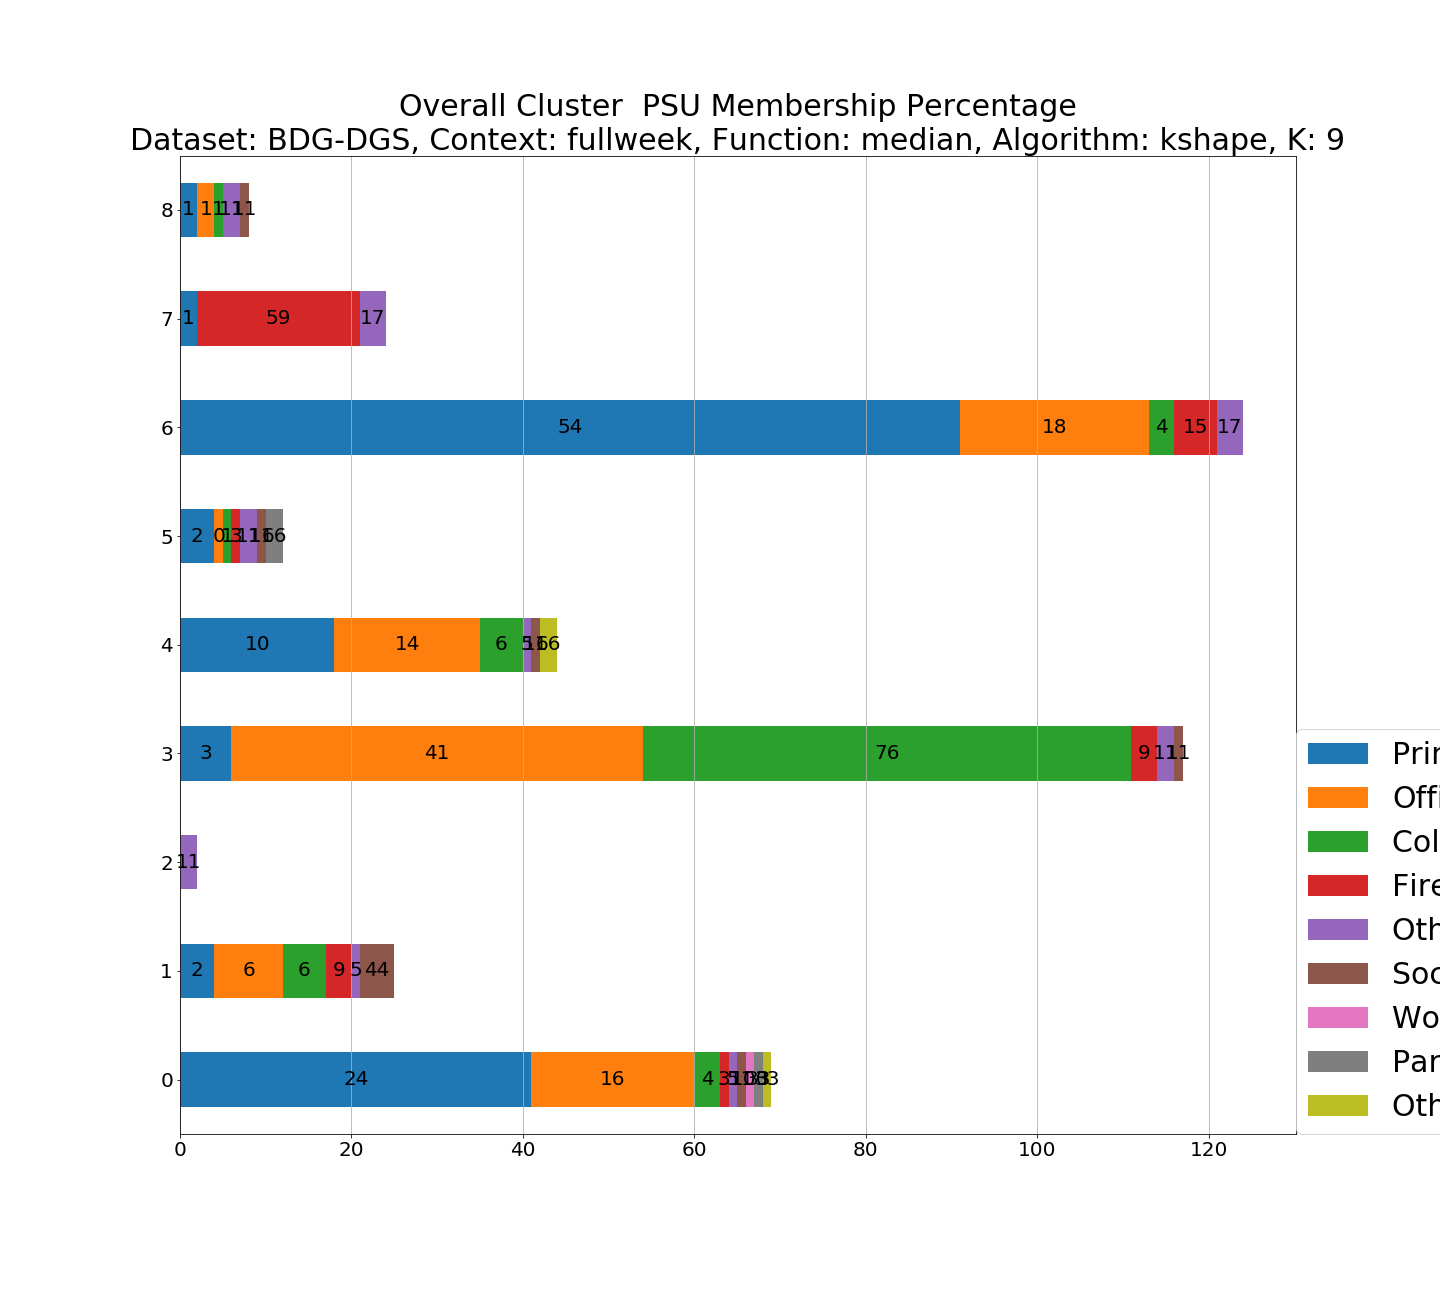 Overall Cluster  PSU Membership Percentage
Dataset: BDG-DGS, Context: fullweek, Function: median, Algorithm: kshape, K: 9
8 1
7 1 59 17
6 54 18 4 15 17
5 2
4 10 14 6
3 3 41 76 9 11 11
2 11
1 2 6 6 9 5 44
0 24 16 4
0 20 40 60 80 100 120